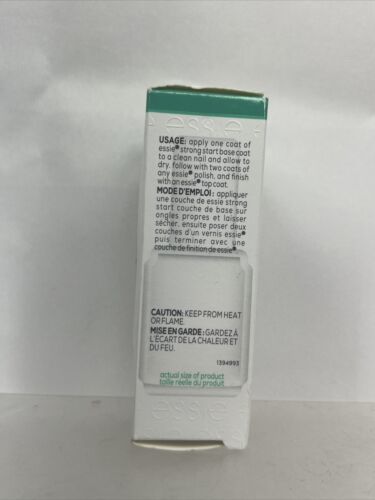 essie
USAGE: apply one coat of
essie® strong start base coat
to a clean nail and allow to
dry. follow with two coats of
any essie® polish, and finish
with an essie® top coat.
MODE D'EMPLOI: appliquer
une couche de essie strong
start couche de base sur
ongles propres et laisser
sécher. ensuite poser deux
couches d'un vernis essie®
puis terminer avec une
couche de finition de essie®.
CAUTION: KEEP FROM HEAT
OR FLAME.
MISE EN GARDE: GARDEZ À
L'ÉCART DE LA CHALEUR ET
DU FEU.
1394993
actual size of product
taille réelle du produit
essie